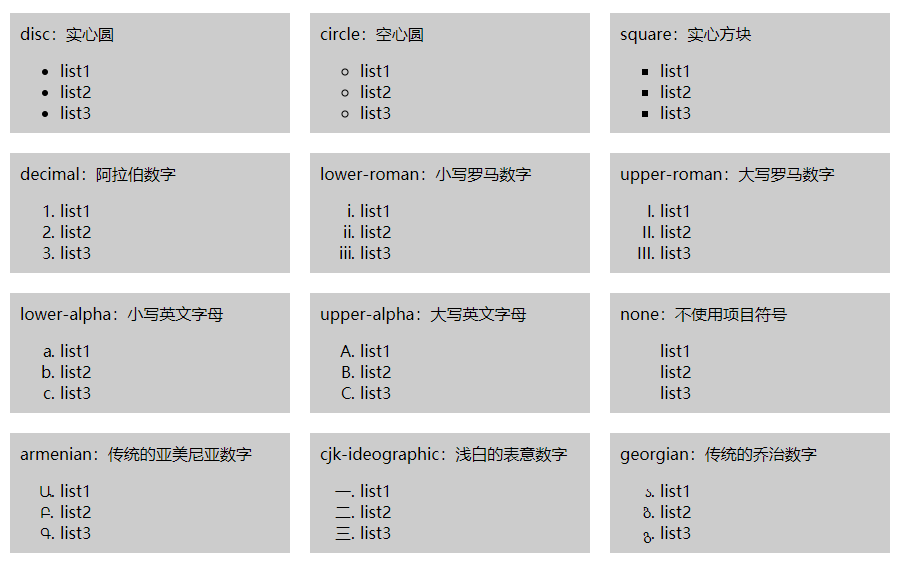 disc：实心圆
• list1
• list2
• list3
circle：空心圆
○ list1
○ list2
○ list3
square：实心方块
▪ list1
▪ list2
▪ list3
decimal：阿拉伯数字
1. list1
2. list2
3. list3
lower-roman：小写罗马数字
i. list1
ii. list2
iii. list3
upper-roman：大写罗马数字
I. list1
II. list2
III. list3
lower-alpha：小写英文字母
a. list1
b. list2
c. list3
upper-alpha：大写英文字母
A. list1
B. list2
C. list3
none：不使用项目符号
list1
list2
list3
armenian：传统的亚美尼亚数字
Ա. list1
Բ. list2
Գ. list3
cjk-ideographic：浅白的表意数字
一. list1
二. list2
三. list3
georgian：传统的乔治数字
ა. list1
ბ. list2
გ. list3